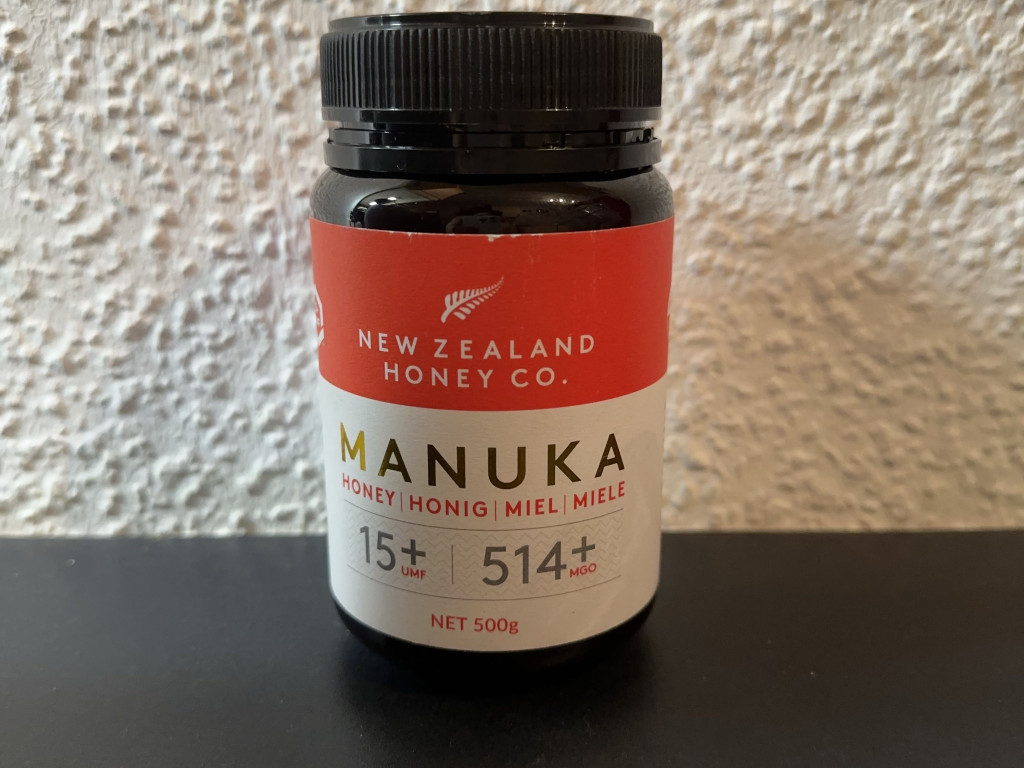 NEW ZEALAND
HONEY CO.
MANUKA
HONEY|HONIG|MIEL|MIELE
15+ UMF | 514+ MGO
NET 500g